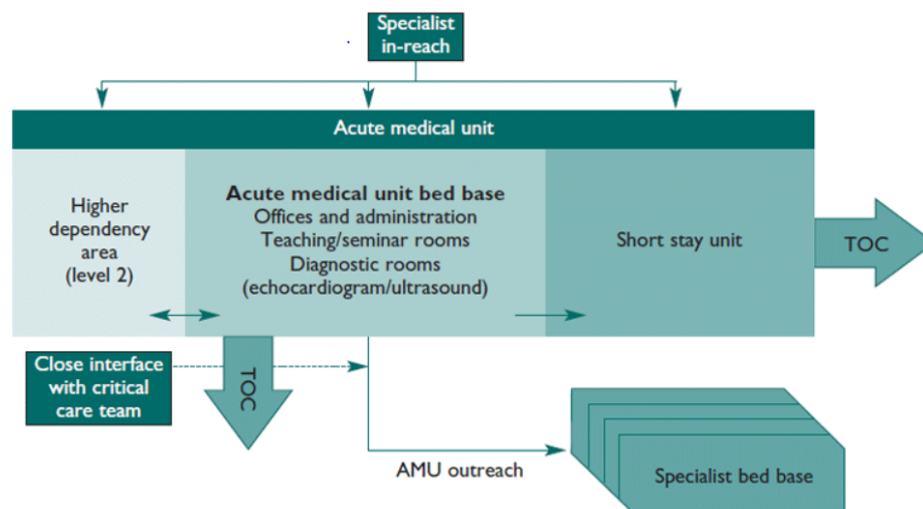 Specialist
in-reach
Acute medical unit
Higher
dependency
area
(level 2)
Acute medical unit bed base
Offices and administration
Teaching/seminar rooms
Diagnostic rooms
(echocardiogram/ultrasound)
Short stay unit
TOC
Close interface
with critical
care team
TOC
AMU outreach
Specialist bed base